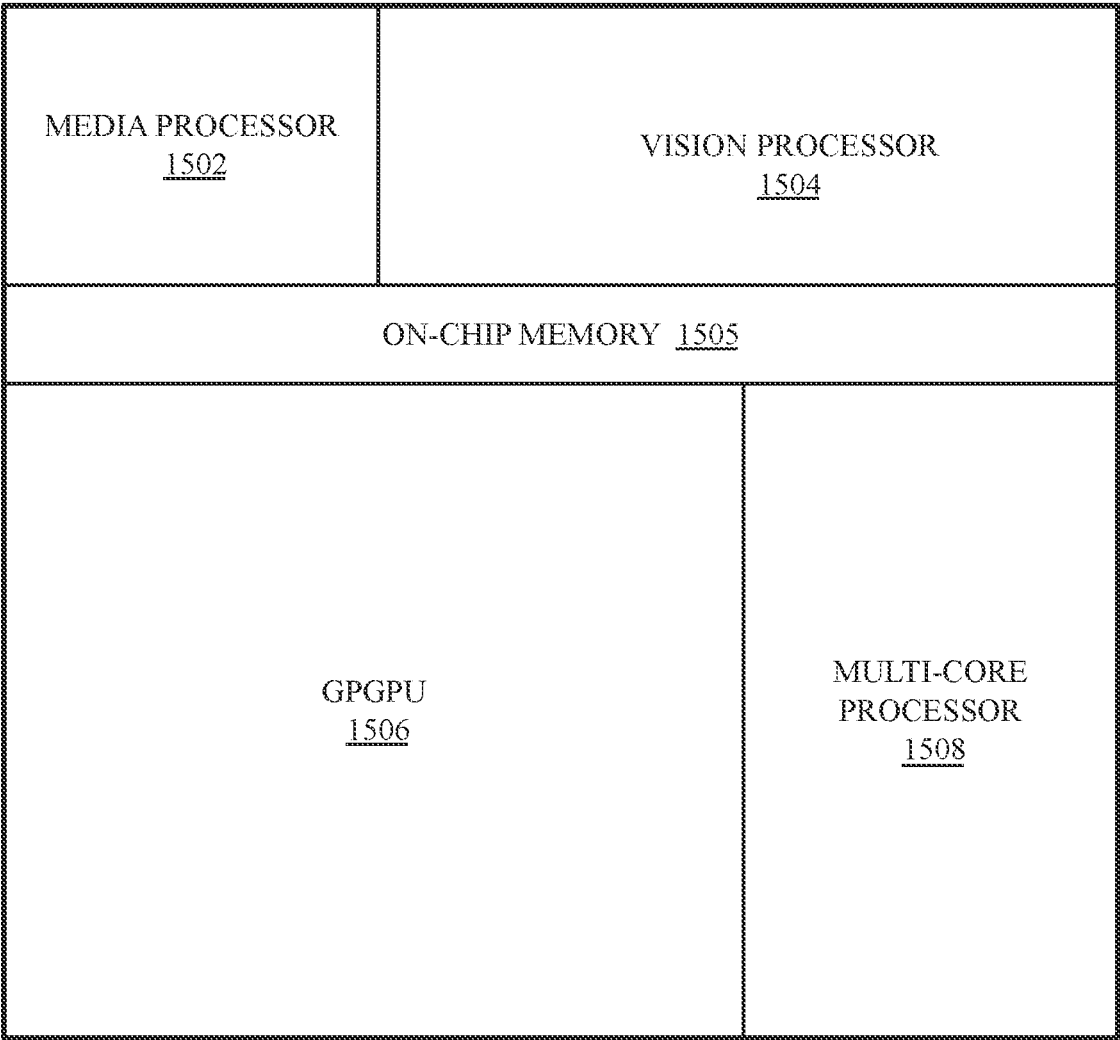 MEDIA PROCESSOR
1502
VISION PROCESSOR
1504
ON-CHIP MEMORY 1505
GPGPU
1506
MULTI-CORE
PROCESSOR
1508